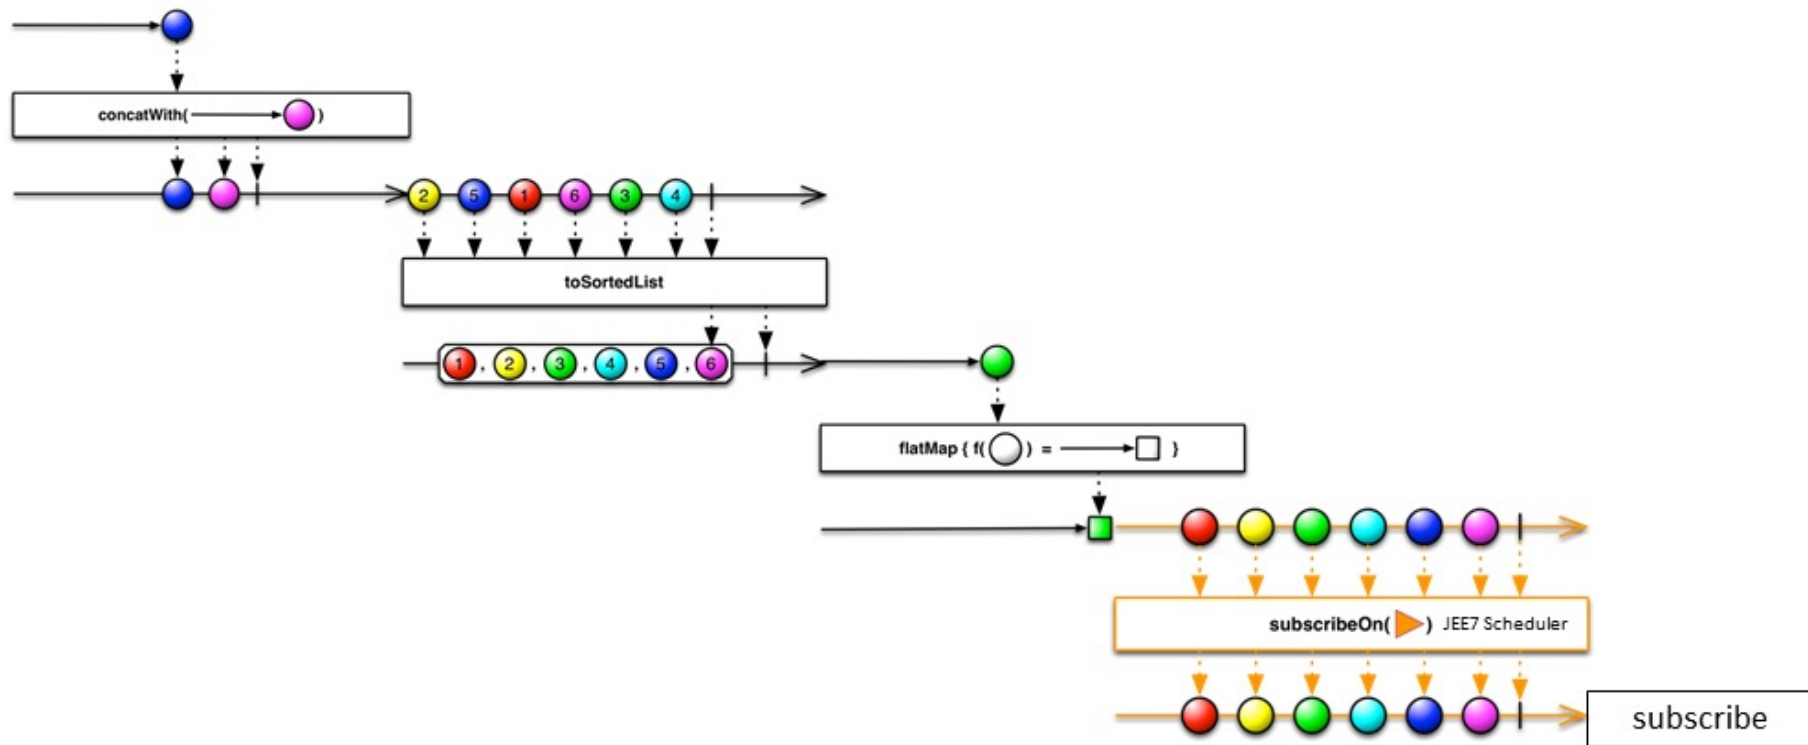 concatWith( )
2 5 1 6 3 4
toSortedList
1 , 2 , 3 , 4 , 5 , 6
flatMap { f( ) = }
subscribeOn( ) JEE7 Scheduler
subscribe